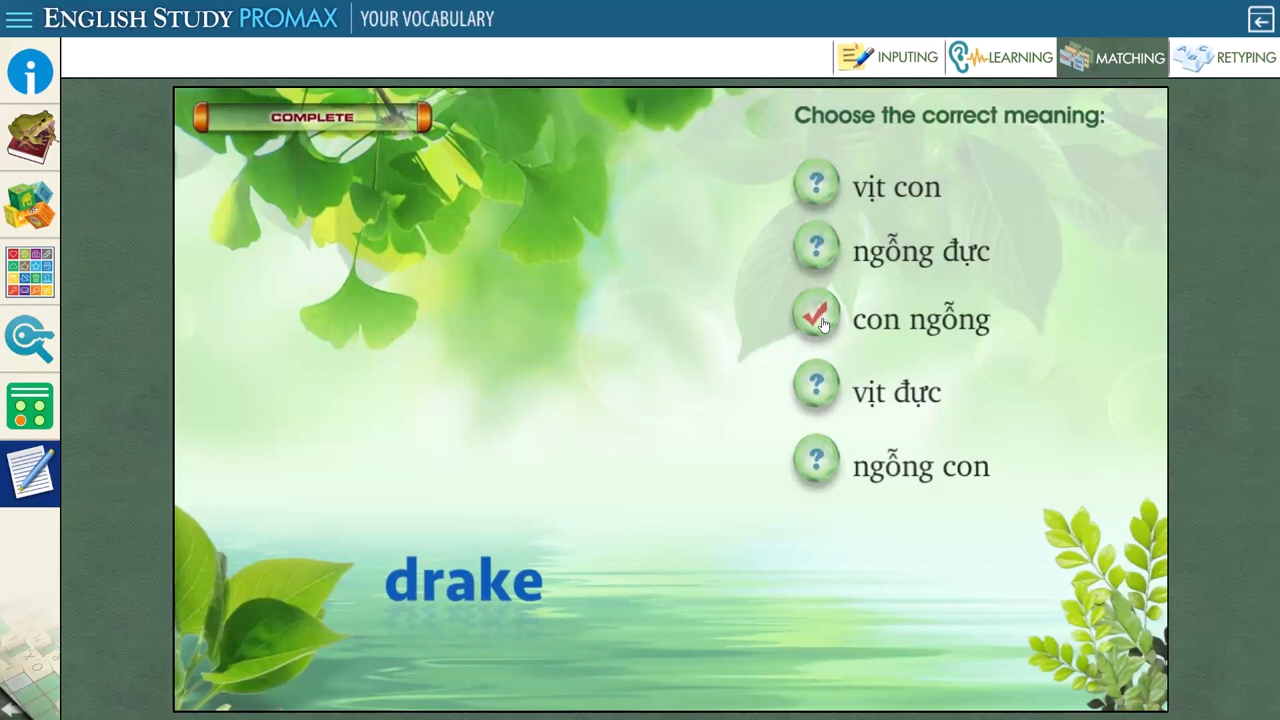 ENGLISH STUDY PROMAX YOUR VOCABULARY
INPUTING LEARNING MATCHING RETYPING
COMPLETE
Choose the correct meaning:
vịt con
ngỗng đực
con ngỗng
vịt đực
ngỗng con
drake